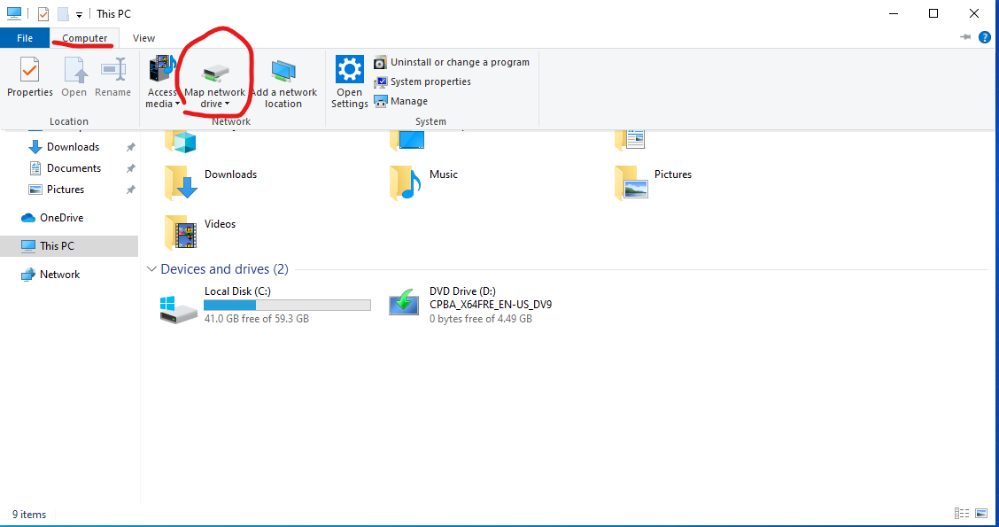 This PC
File
Computer
View
Properties
Open
Rename
Access media
Map network drive
Add a network location
Open Settings
Uninstall or change a program
System properties
Manage
Location
Network
System
Downloads
Documents
Pictures
OneDrive
This PC
Network
Downloads
Music
Pictures
Videos
Devices and drives (2)
Local Disk (C:)
41.0 GB free of 59.3 GB
DVD Drive (D:)
CPBA_X64FRE_EN-US_DV9
0 bytes free of 4.49 GB
9 items